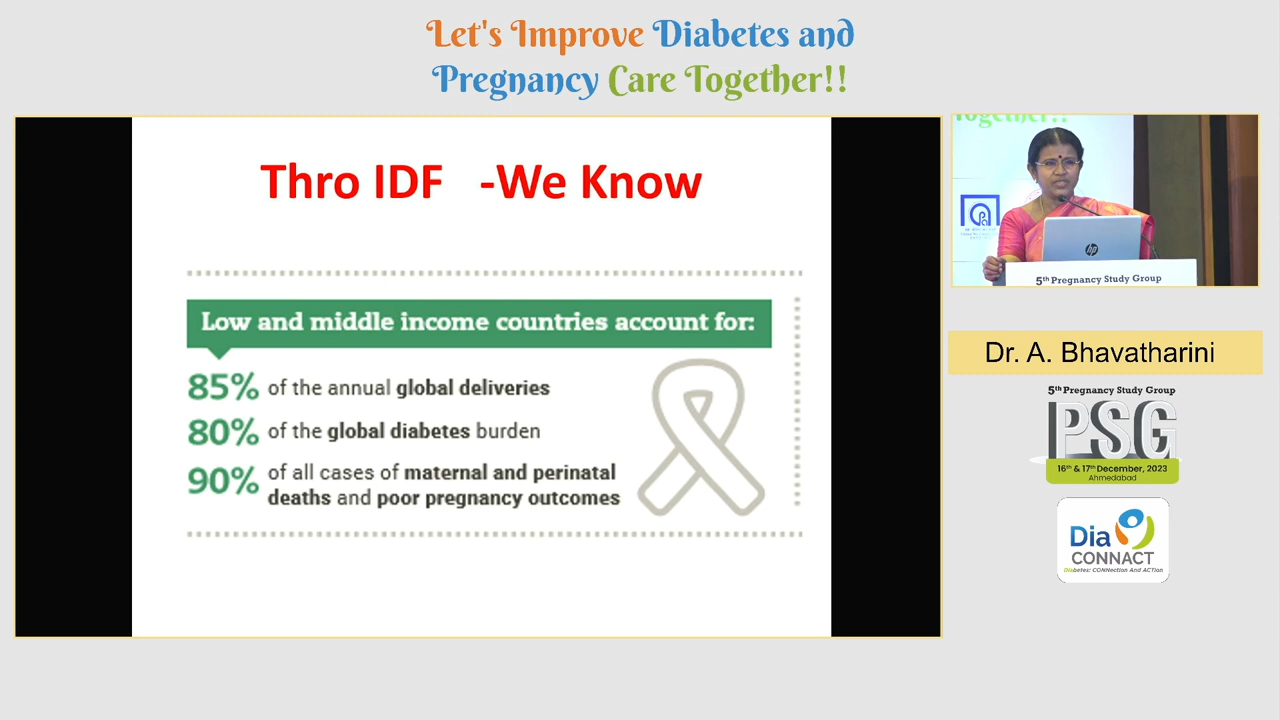 Let's Improve Diabetes and
Pregnancy Care Together!!
Thro IDF -We Know
Low and middle income countries account for:
85% of the annual global deliveries
80% of the global diabetes burden
90% of all cases of maternal and perinatal
deaths and poor pregnancy outcomes
Together!!
hp
5th Pregnancy Study Group
Dr. A. Bhavatharini
5th Pregnancy Study Group
PSG
16th & 17th December, 2023
Ahmedabad
Dia
CONNACT
Diabetes: CONNection And ACTion